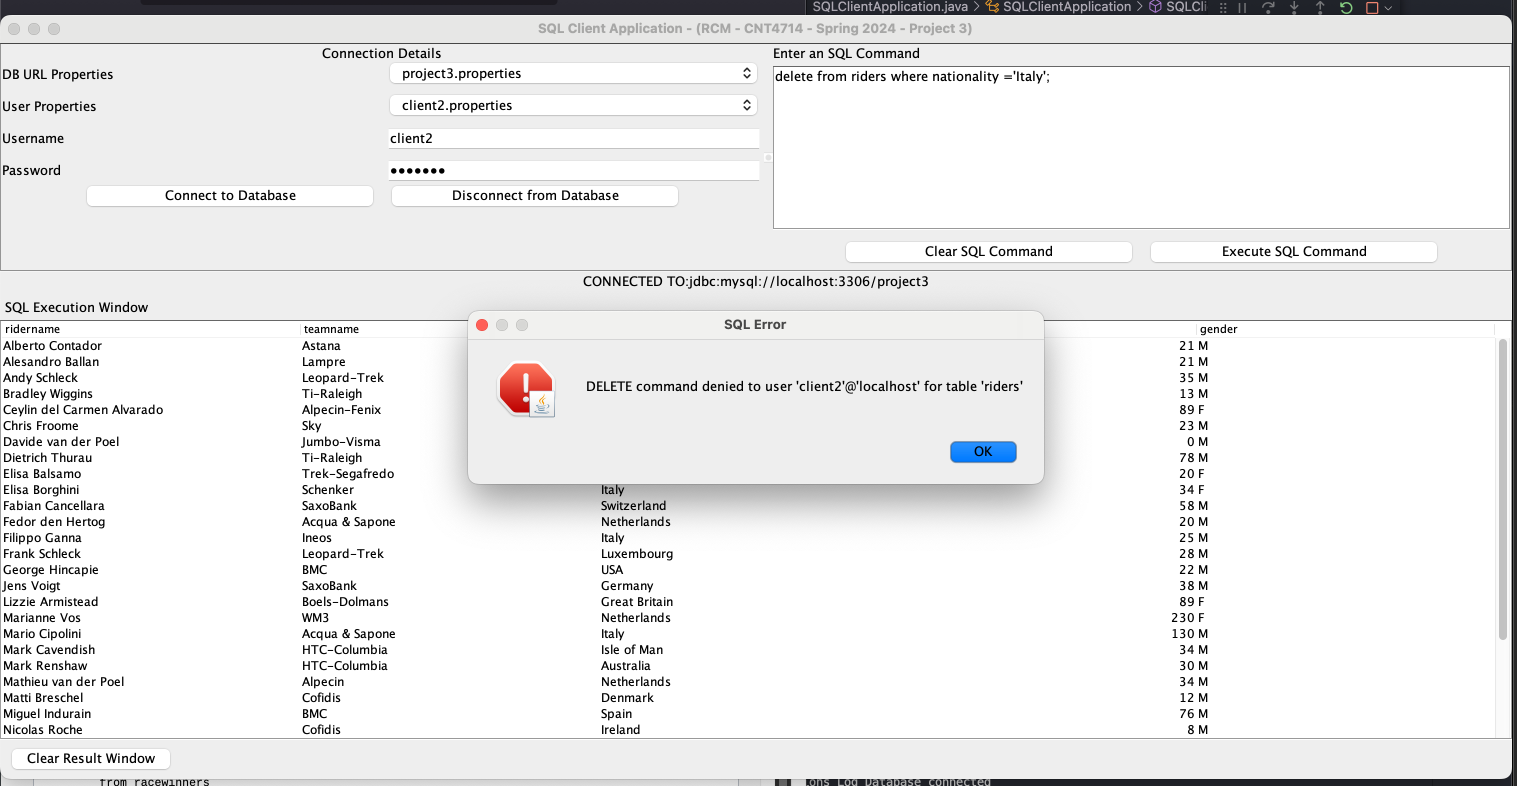 SQLClientApplication.java > SQLClientApplication > SQLCli
SQL Client Application - (RCM - CNT4714 - Spring 2024 - Project 3)
Connection Details
DB URL Properties project3.properties
User Properties client2.properties
Username client2
Password •••••••
Connect to Database Disconnect from Database
Enter an SQL Command
delete from riders where nationality ='Italy';
Clear SQL Command Execute SQL Command
CONNECTED TO:jdbc:mysql://localhost:3306/project3
SQL Execution Window
ridername teamname gender
Alberto Contador Astana 21 M
Alesandro Ballan Lampre 21 M
Andy Schleck Leopard-Trek 35 M
Bradley Wiggins Ti-Raleigh 13 M
Ceylin del Carmen Alvarado Alpecin-Fenix 89 F
Chris Froome Sky 23 M
Davide van der Poel Jumbo-Visma 0 M
Dietrich Thurau Ti-Raleigh 78 M
Elisa Balsamo Trek-Segafredo 20 F
Elisa Borghini Schenker Italy 34 F
Fabian Cancellara SaxoBank Switzerland 58 M
Fedor den Hertog Acqua & Sapone Netherlands 20 M
Filippo Ganna Ineos Italy 25 M
Frank Schleck Leopard-Trek Luxembourg 28 M
George Hincapie BMC USA 22 M
Jens Voigt SaxoBank Germany 38 M
Lizzie Armistead Boels-Dolmans Great Britain 89 F
Marianne Vos WM3 Netherlands 230 F
Mario Cipolini Acqua & Sapone Italy 130 M
Mark Cavendish HTC-Columbia Isle of Man 34 M
Mark Renshaw HTC-Columbia Australia 30 M
Mathieu van der Poel Alpecin Netherlands 34 M
Matti Breschel Cofidis Denmark 12 M
Miguel Indurain BMC Spain 76 M
Nicolas Roche Cofidis Ireland 8 M
SQL Error
DELETE command denied to user 'client2'@'localhost' for table 'riders'
OK
Clear Result Window
from racewinners
ons Log Database connected